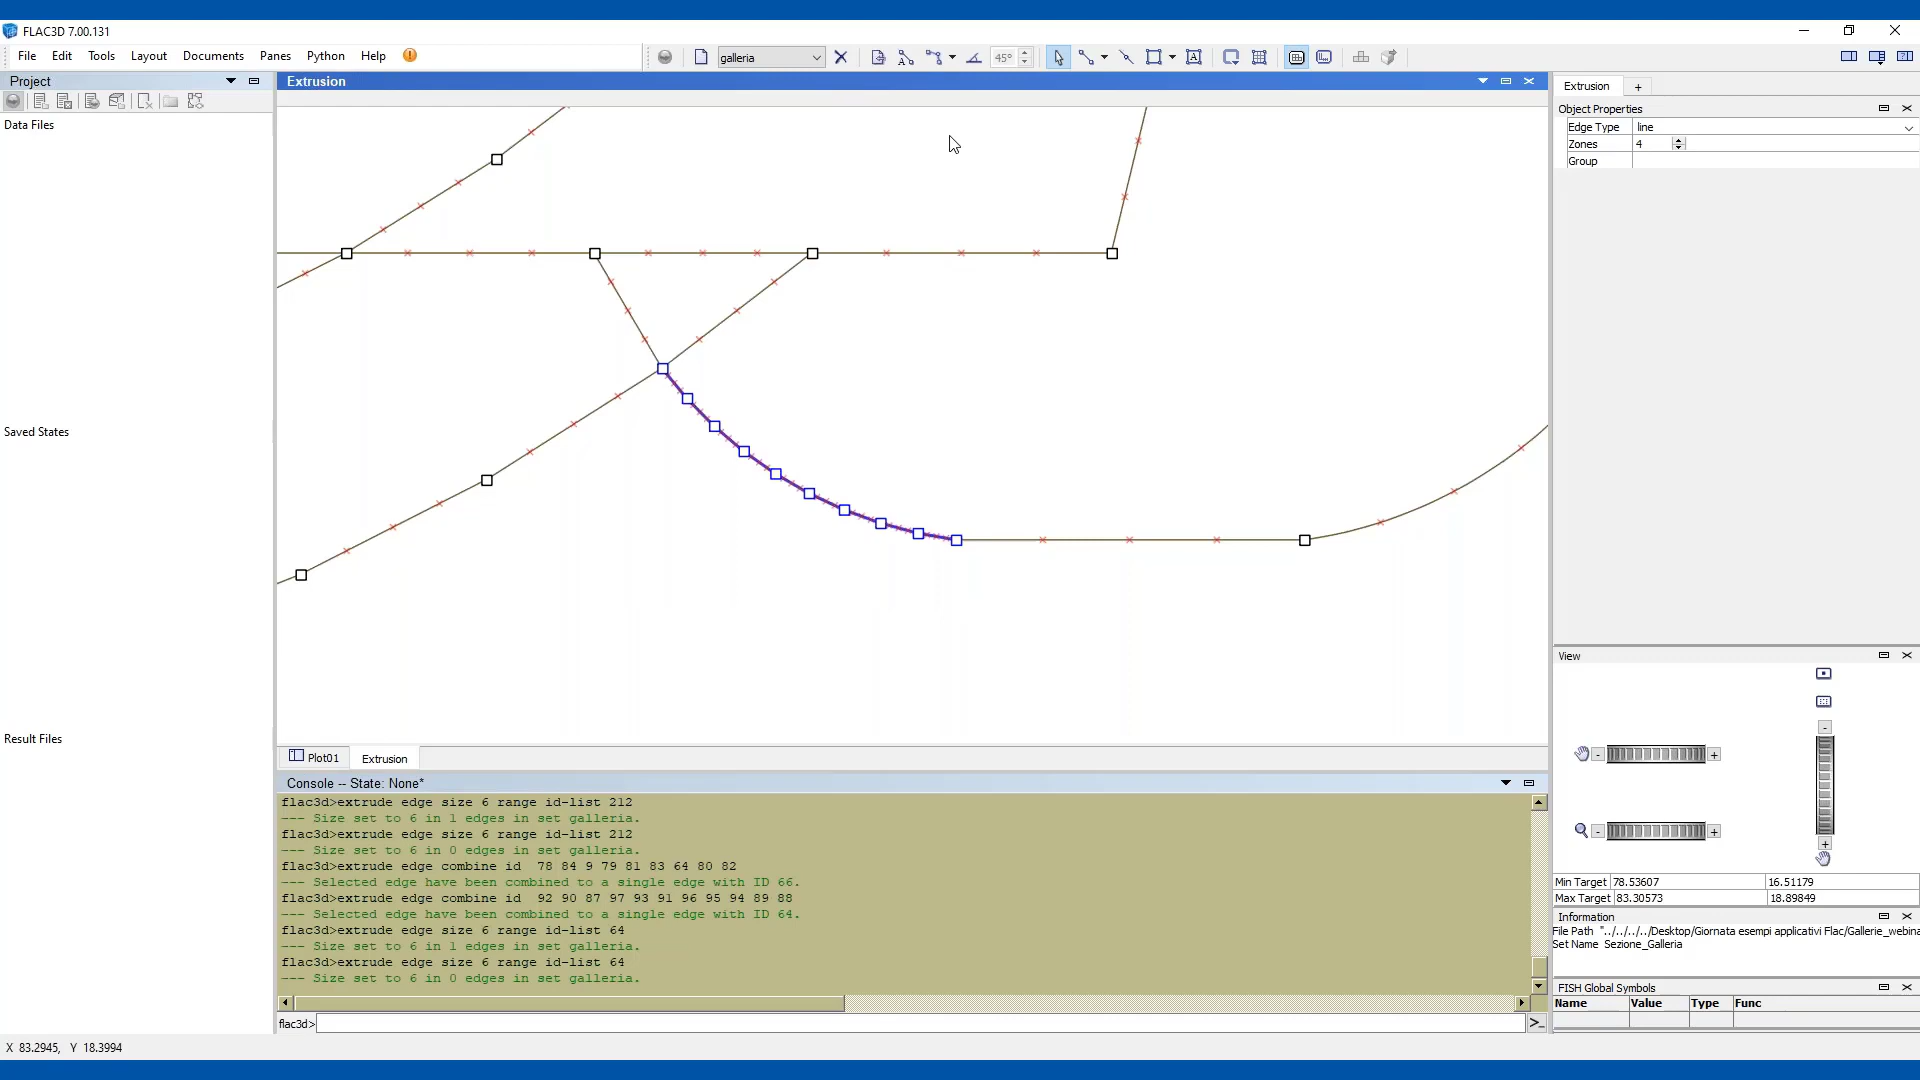 FLAC3D 7.00.131
File Edit Tools Layout Documents Panes Python Help
galleria
45°
Project
Extrusion
Extrusion +
Object Properties
Edge Type line
Zones 4
Group
Data Files
Saved States
Result Files
Plot01 Extrusion
Console -- State: None*
flac3d>extrude edge size 6 range id-list 212
--- Size set to 6 in 1 edges in set galleria.
flac3d>extrude edge size 6 range id-list 212
--- Size set to 6 in 0 edges in set galleria.
flac3d>extrude edge combine id  78 84 9 79 81 83 64 80 82
--- Selected edge have been combined to a single edge with ID 66.
flac3d>extrude edge combine id  92 90 87 97 93 91 96 95 94 89 88
--- Selected edge have been combined to a single edge with ID 64.
flac3d>extrude edge size 6 range id-list 64
--- Size set to 6 in 1 edges in set galleria.
flac3d>extrude edge size 6 range id-list 64
--- Size set to 6 in 0 edges in set galleria.
flac3d>
View
Min Target 78.53607 16.51179
Max Target 83.30573 18.89849
Information
File Path "../../../../Desktop/Giornata esempi applicativi Flac/Gallerie_webina
Set Name Sezione_Galleria
FISH Global Symbols
Name Value Type Func
X 83.2945, Y 18.3994